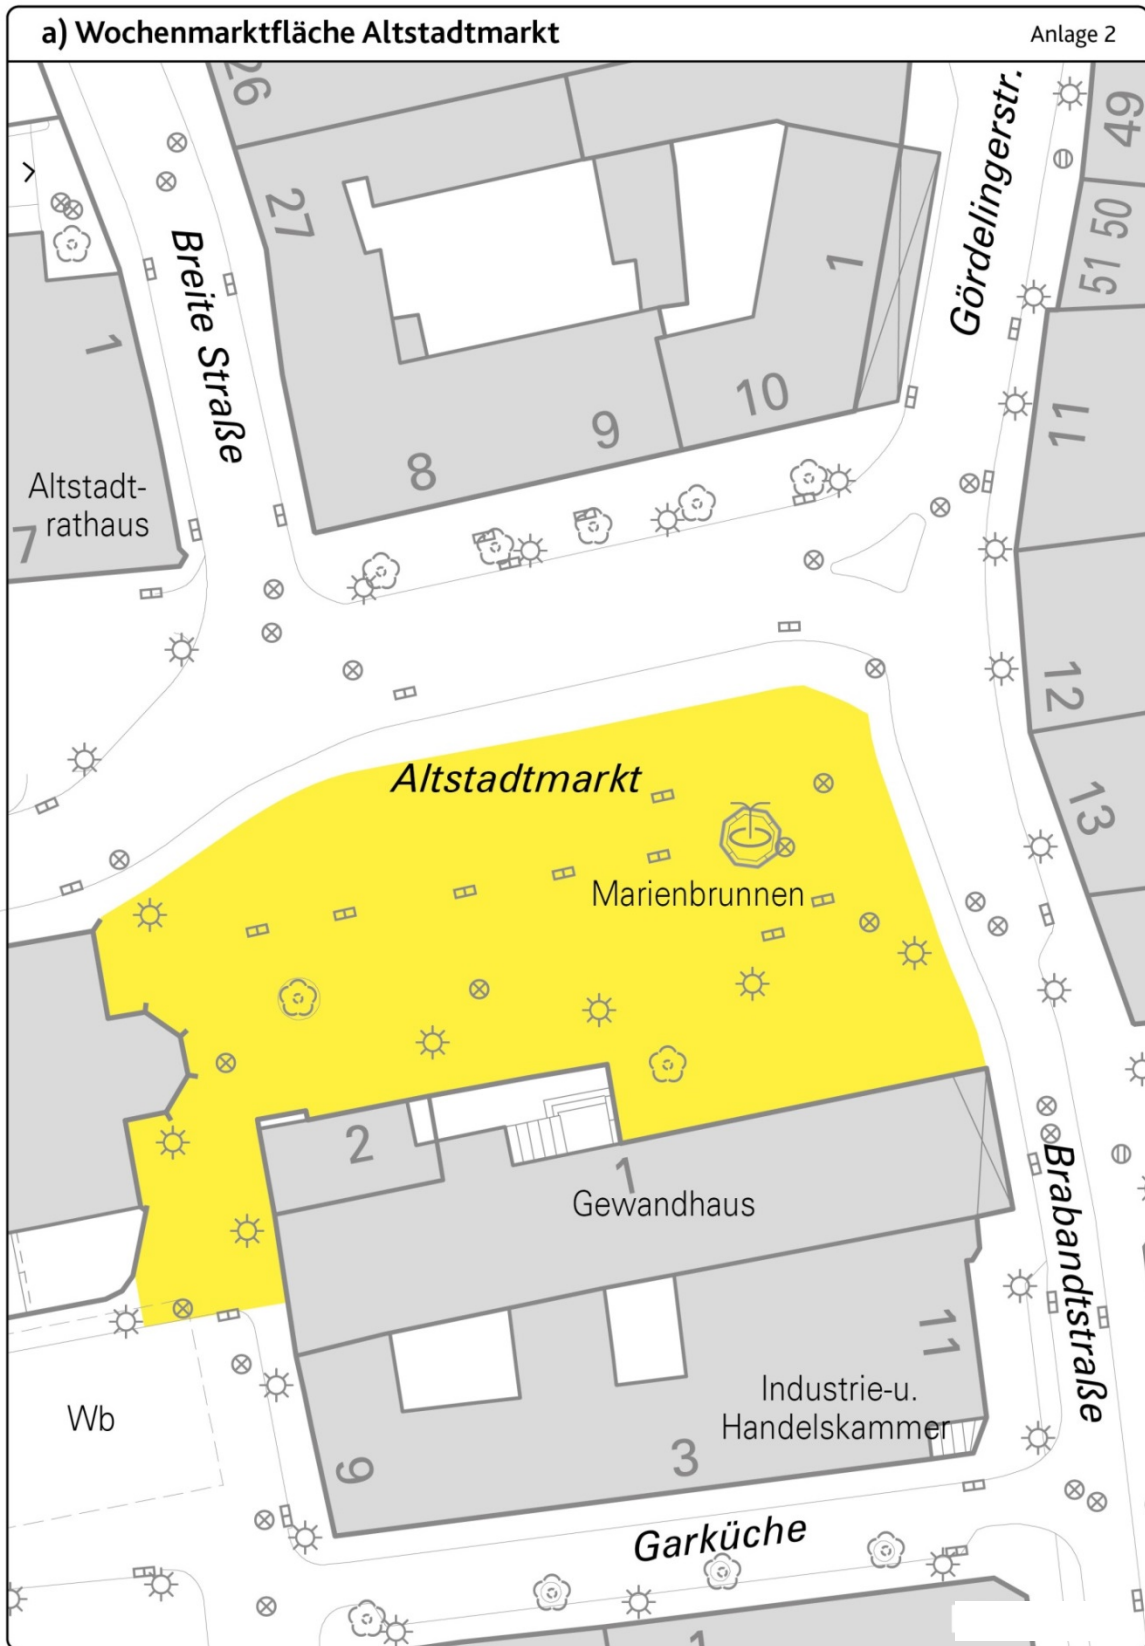 a) Wochenmarktfläche Altstadtmarkt
Anlage 2
26
Gördelingerstr.
49
27
Breite Straße
50
51
1
1
10
11
9
8
Altstadt-
rathaus
7
12
Altstadtmarkt
13
Marienbrunnen
2
1
Gewandhaus
Brabandtstraße
11
Industrie-u.
Handelskammer
Wb
9
3
Garküche
1